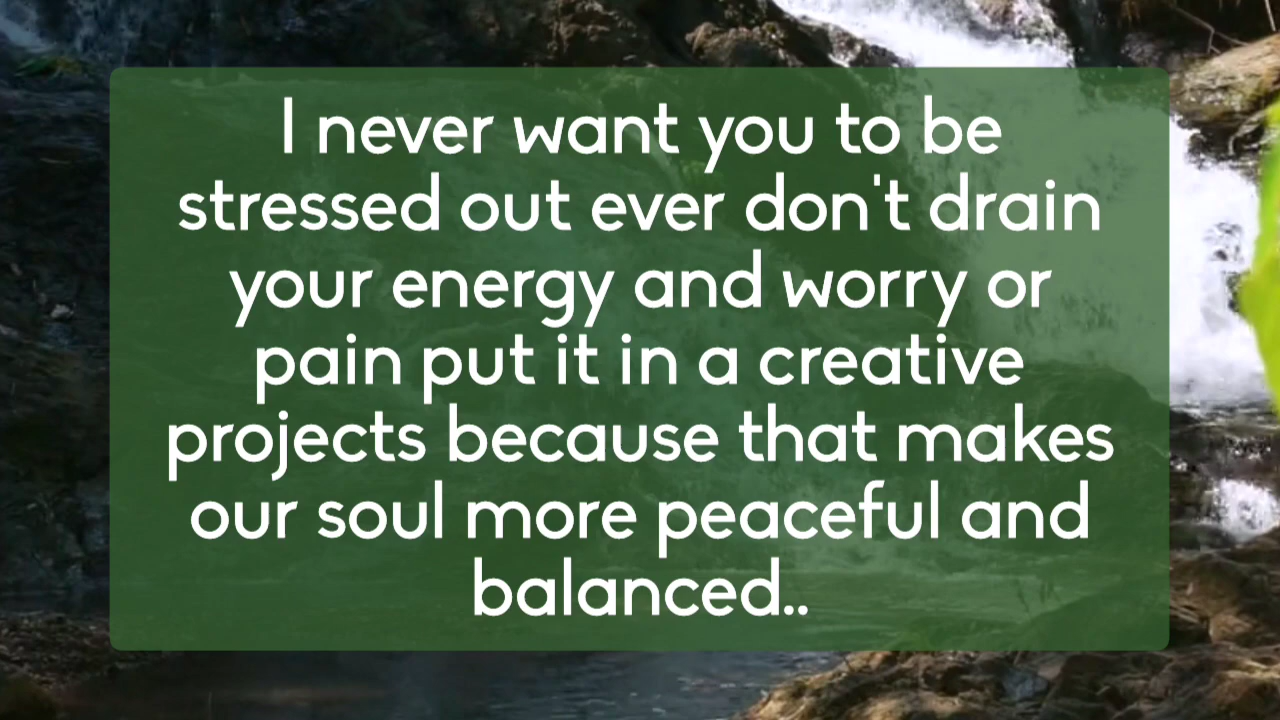 I never want you to be
stressed out ever don't drain
your energy and worry or
pain put it in a creative
projects because that makes
our soul more peaceful and
balanced..